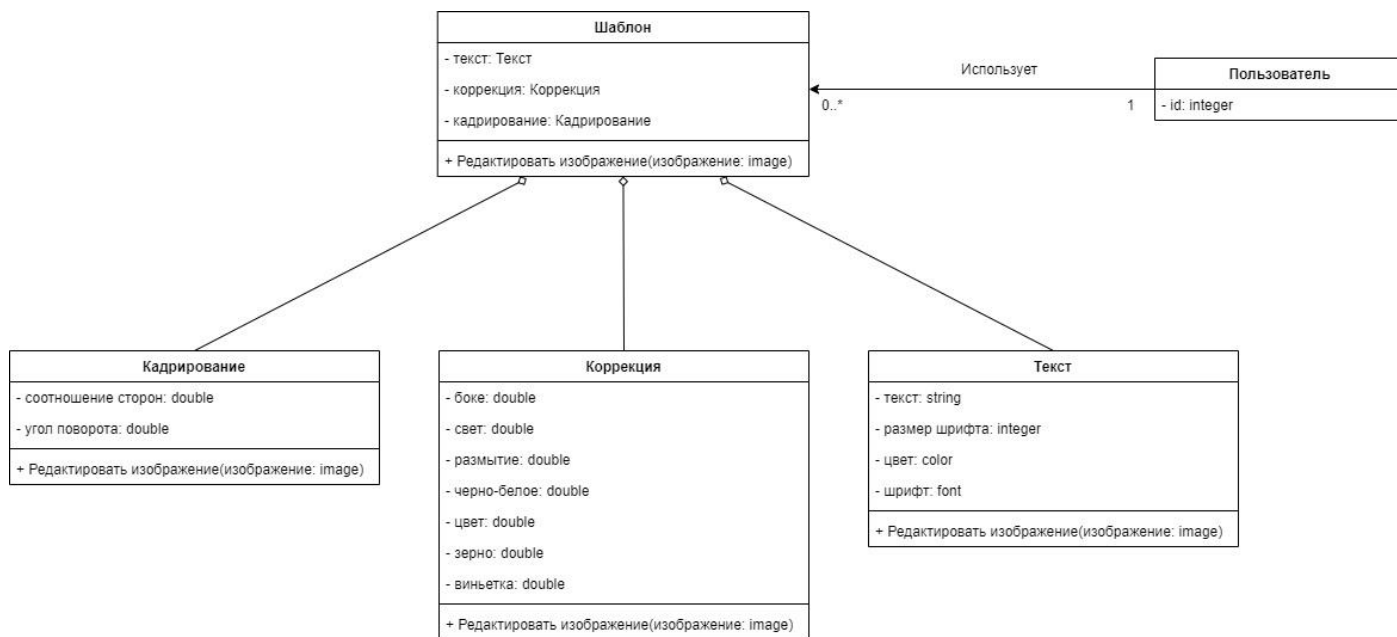 Шаблон
- текст: Текст
- коррекция: Коррекция
- кадрирование: Кадрирование
+ Редактировать изображение(изображение: image)
Использует
0..*
1
Пользователь
- id: integer
Кадрирование
- соотношение сторон: double
- угол поворота: double
+ Редактировать изображение(изображение: image)
Коррекция
- боке: double
- свет: double
- размытие: double
- черно-белое: double
- цвет: double
- зерно: double
- виньетка: double
+ Редактировать изображение(изображение: image)
Текст
- текст: string
- размер шрифта: integer
- цвет: color
- шрифт: font
+ Редактировать изображение(изображение: image)